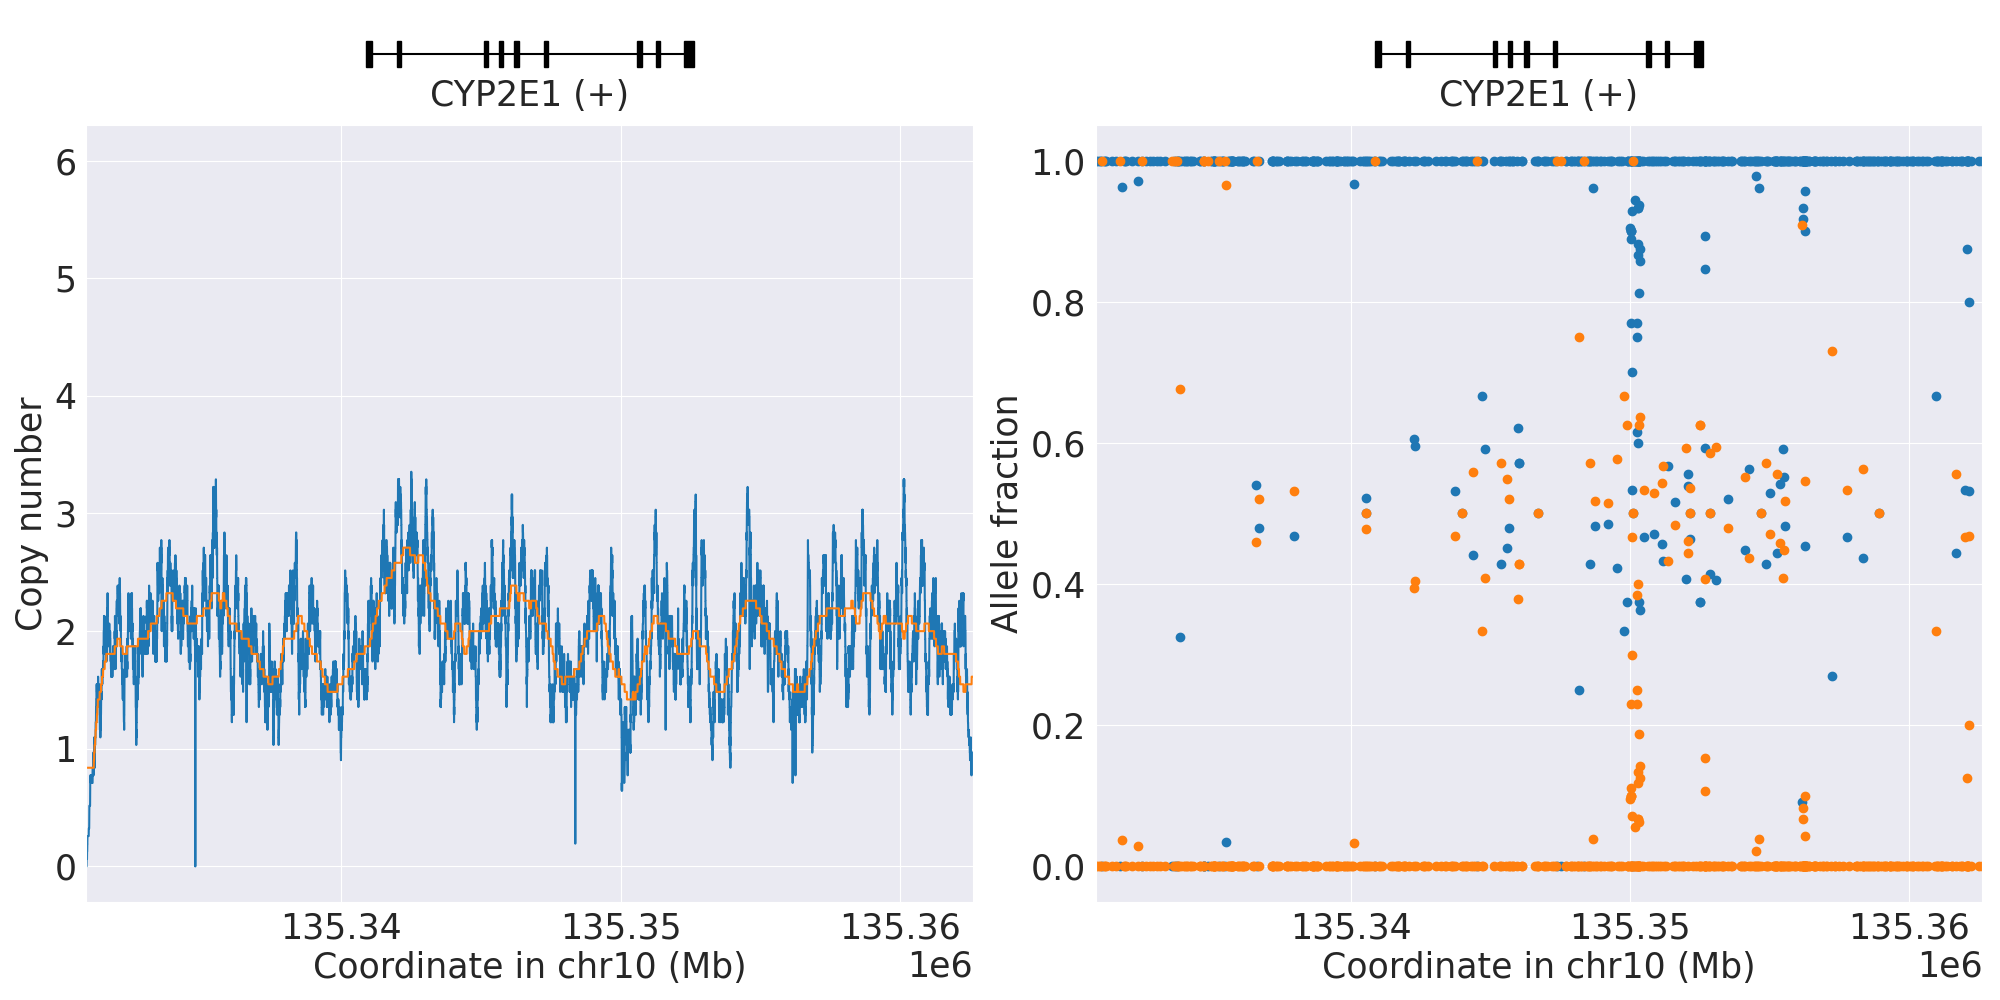 CYP2E1 (+)
CYP2E1 (+)
Copy number
6
5
4
3
2
1
0
135.34
135.35
135.36
Coordinate in chr10 (Mb)
1e6
Allele fraction
1.0
0.8
0.6
0.4
0.2
0.0
135.34
135.35
135.36
Coordinate in chr10 (Mb)
1e6